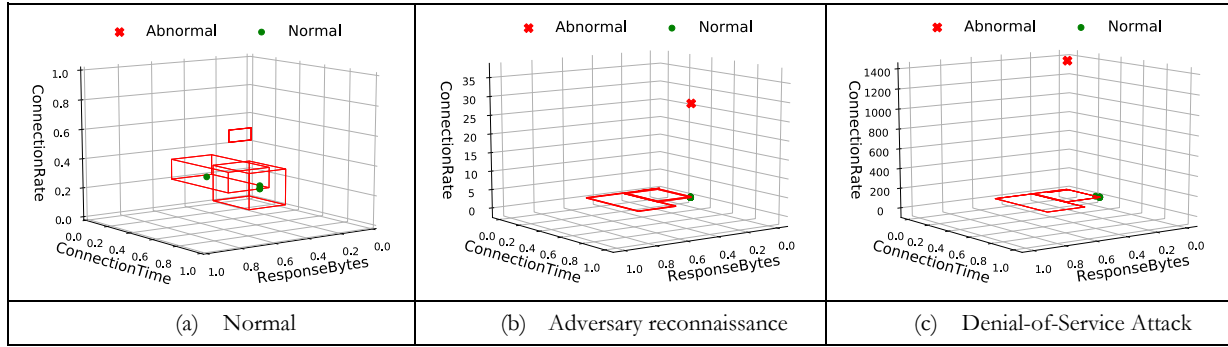 Abnormal Normal
1.0
0.8
0.6
0.4
0.2
0.0
ConnectionRate
0.0 0.2 0.4 0.6 0.8 1.0
ConnectionTime
1.0 0.8 0.6 0.4 0.2 0.0
ResponseBytes
(a) Normal
Abnormal Normal
35
30
25
20
15
10
5
0
ConnectionRate
0.0 0.2 0.4 0.6 0.8 1.0
ConnectionTime
1.0 0.8 0.6 0.4 0.2 0.0
ResponseBytes
(b) Adversary reconnaissance
Abnormal Normal
1400
1200
1000
800
600
400
200
0
ConnectionRate
0.0 0.2 0.4 0.6 0.8 1.0
ConnectionTime
1.0 0.8 0.6 0.4 0.2 0.0
ResponseBytes
(c) Denial-of-Service Attack